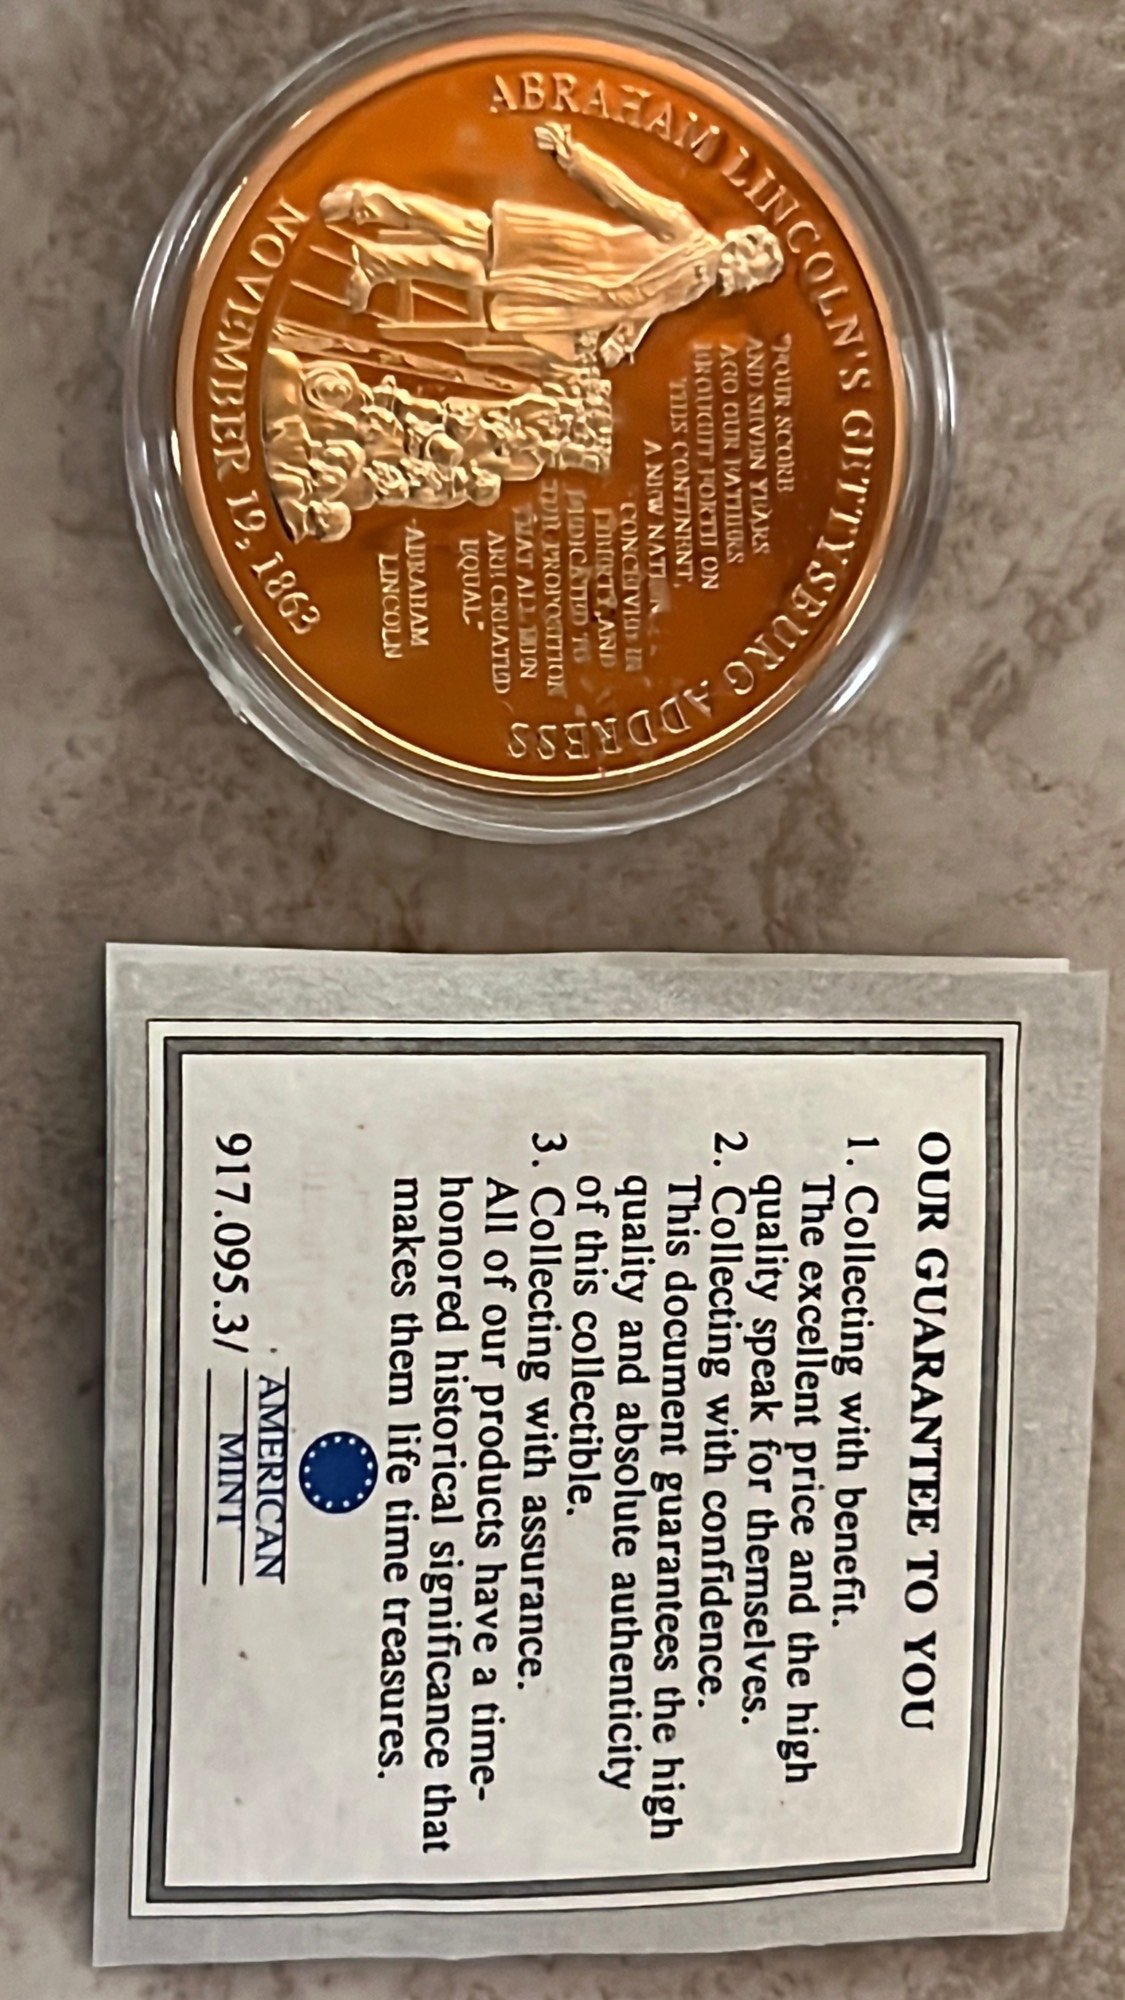 ABRAHAM LINCOLN'S GETTYSBURG ADDRESS
"FOUR SCORE
AND SEVEN YEARS
AGO OUR FATHERS
BROUGHT FORTH ON
THIS CONTINENT,
A NEW NATION
CONCEIVED IN
LIBERTY, AND
DEDICATED TO
THE PROPOSITION
THAT ALL MEN
ARE CREATED
EQUAL"
ABRAHAM
LINCOLN
NOVEMBER 19, 1863
OUR GUARANTEE TO YOU
1. Collecting with benefit.
The excellent price and the high
quality speak for themselves.
2. Collecting with confidence.
This document guarantees the high
quality and absolute authenticity
of this collectible.
3. Collecting with assurance.
All of our products have a time-
honored historical significance that
makes them life time treasures.
AMERICAN
MINT
917.095.3/